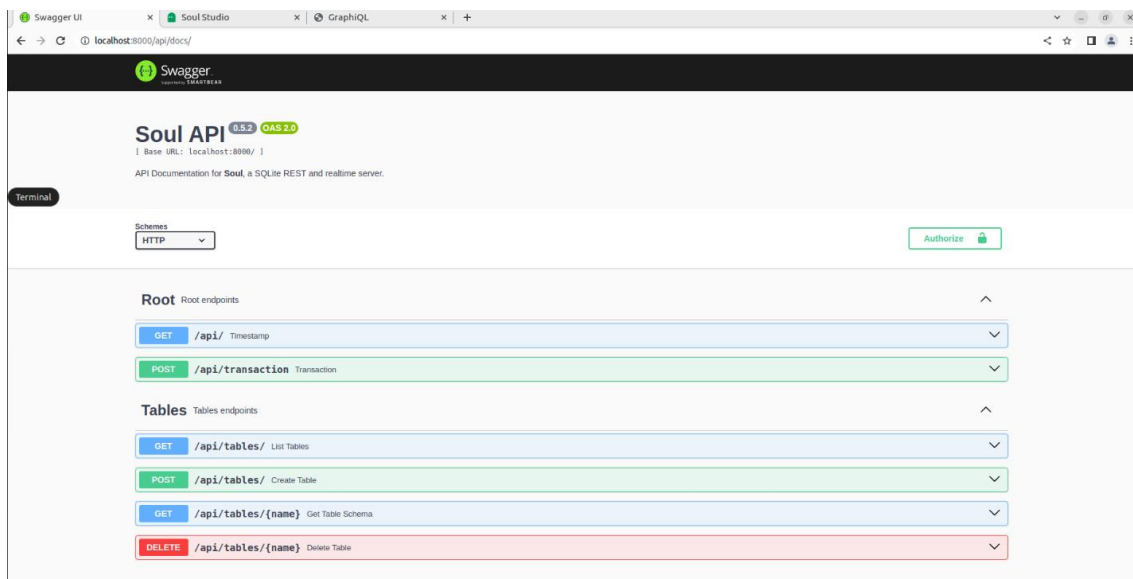 Swagger UI × Soul Studio × GraphiQL × +
localhost:8000/api/docs/
Swagger
Supported by SMARTBEAR
Soul API 0.5.2 OAS 2.0
[ Base URL: localhost:8000/ ]
API Documentation for Soul, a SQLite REST and realtime server.
Terminal
Schemes
HTTP
Authorize
Root Root endpoints
GET /api/ Timestamp
POST /api/transaction Transaction
Tables Tables endpoints
GET /api/tables/ List Tables
POST /api/tables/ Create Table
GET /api/tables/{name} Get Table Schema
DELETE /api/tables/{name} Delete Table